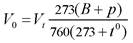 V₀ = Vₜ 273(B + p) / 760(273 + t⁰)